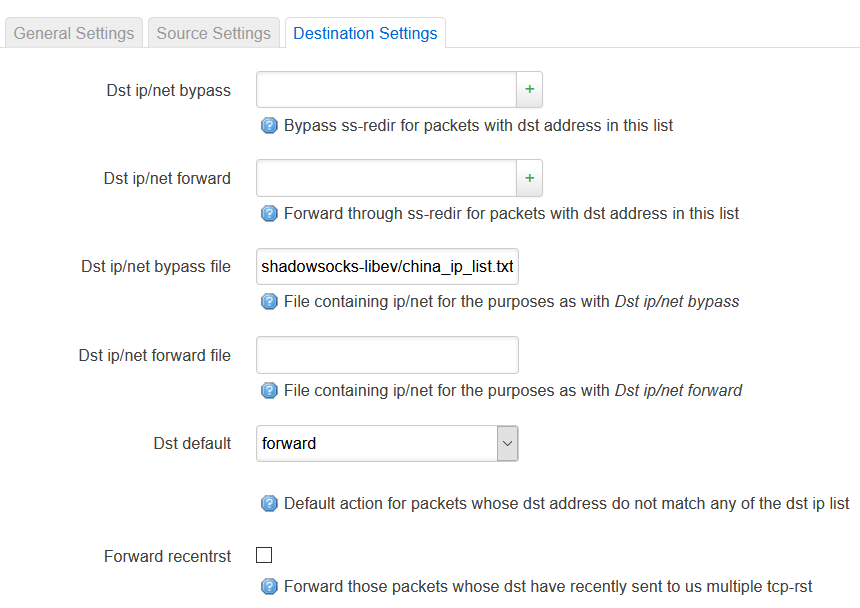 General Settings Source Settings Destination Settings
Dst ip/net bypass
Bypass ss-redir for packets with dst address in this list
Dst ip/net forward
Forward through ss-redir for packets with dst address in this list
Dst ip/net bypass file shadowsocks-libev/china_ip_list.txt
File containing ip/net for the purposes as with Dst ip/net bypass
Dst ip/net forward file
File containing ip/net for the purposes as with Dst ip/net forward
Dst default forward
Default action for packets whose dst address do not match any of the dst ip list
Forward recentrst
Forward those packets whose dst have recently sent to us multiple tcp-rst